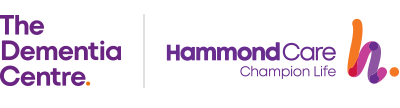 The
Dementia
Centre.
HammondCare
Champion Life
h.